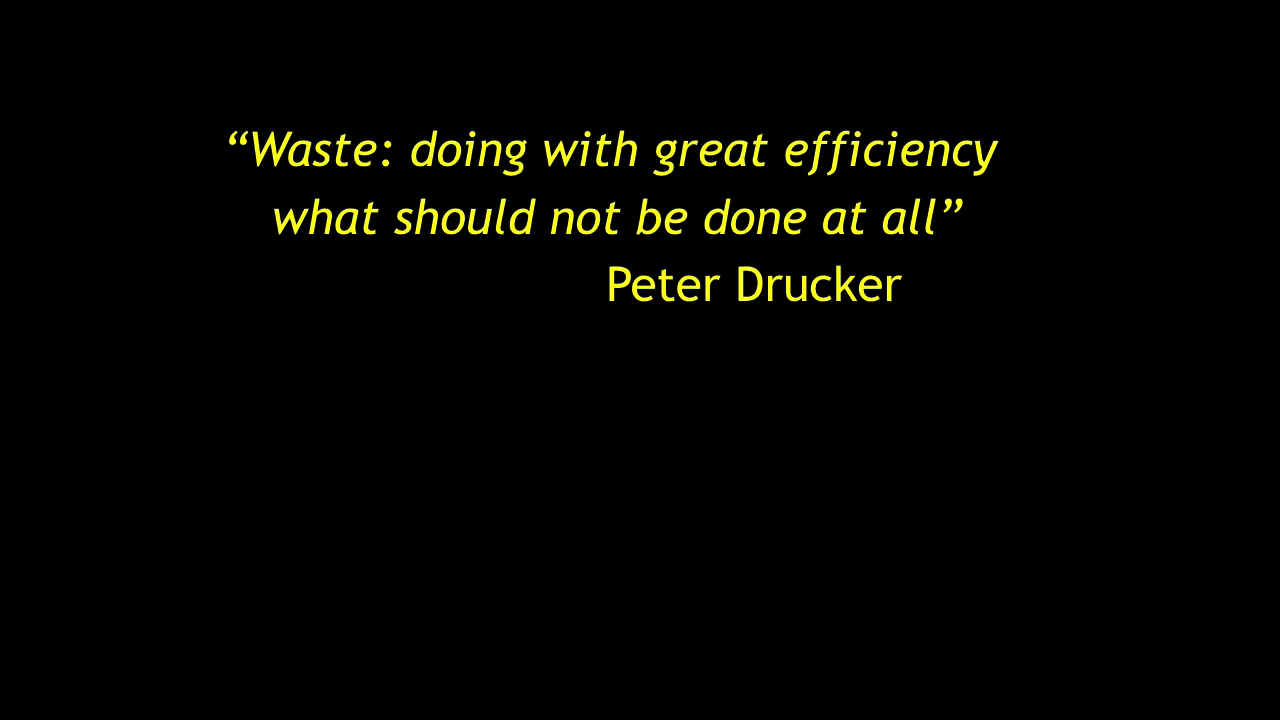 “Waste: doing with great efficiency
what should not be done at all”
Peter Drucker